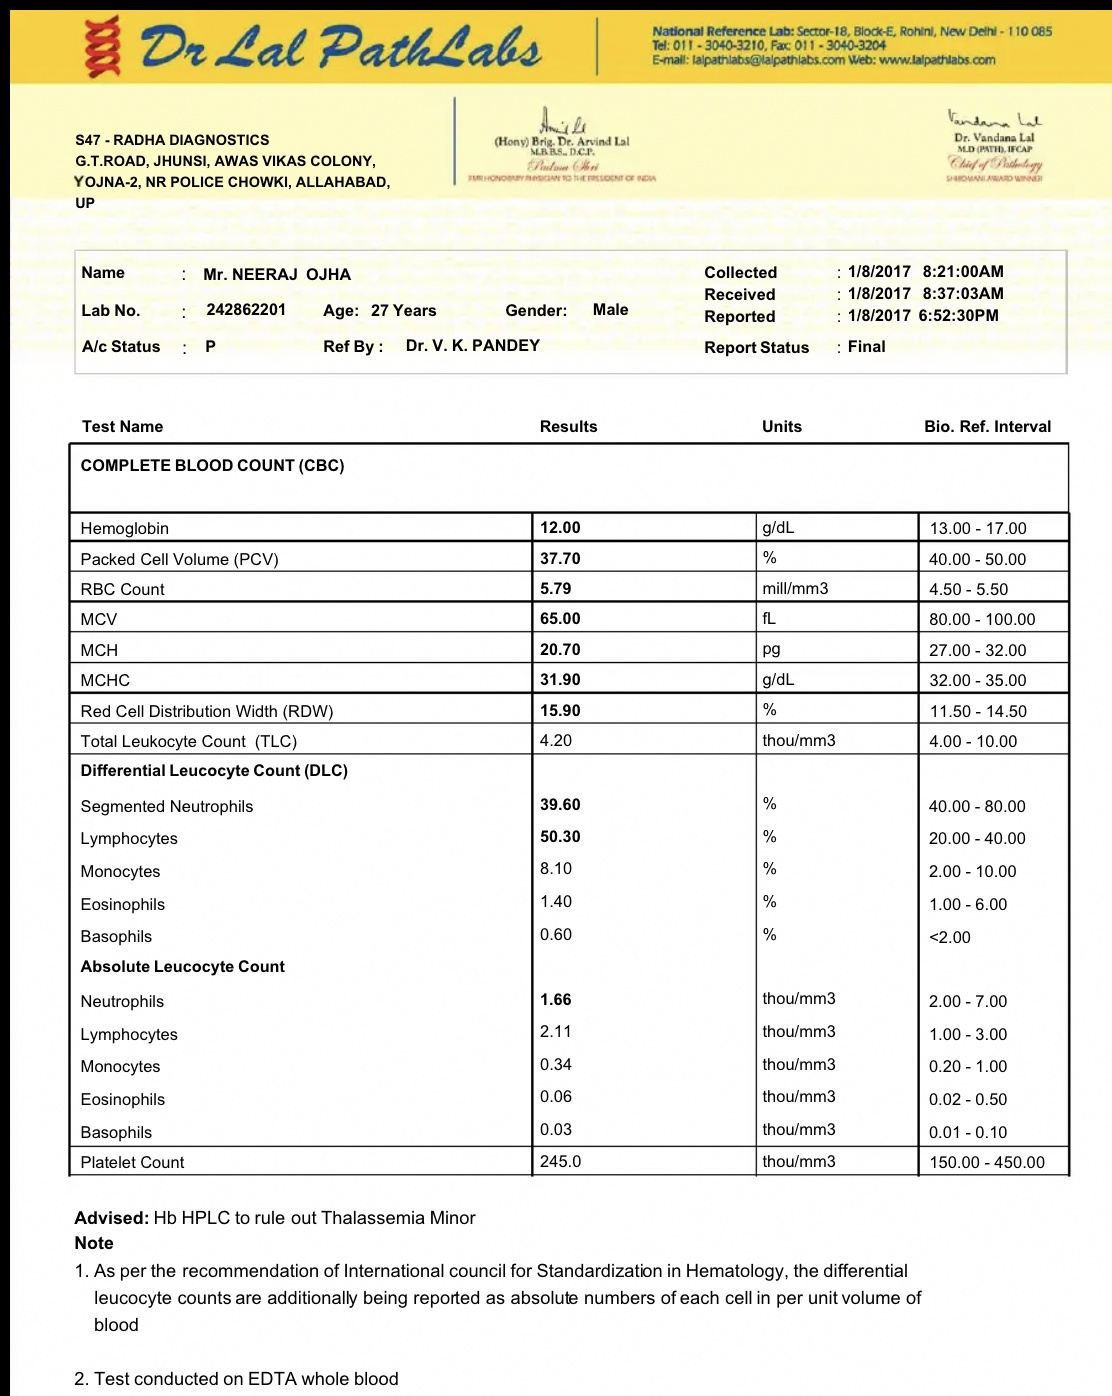 Dr Lal PathLabs
National Reference Lab: Sector-18, Block-E, Rohini, New Delhi - 110 085
Tel: 011 - 3040-3210, Fax: 011 - 3040-3204
E-mail: lalpathlabs@lalpathlabs.com Web: www.lalpathlabs.com
S47 - RADHA DIAGNOSTICS
G.T.ROAD, JHUNSI, AWAS VIKAS COLONY,
YOJNA-2, NR POLICE CHOWKI, ALLAHABAD,
UP
(Hony) Brig. Dr. Arvind Lal
M.B.B.S., D.C.P.
Padma Shri
HONORARY PHYSICIAN TO THE PRESIDENT OF INDIA
Vandana Lal
Dr. Vandana Lal
M.D (PATH), IFCAP
Chief of Pathology
SHIROMANI AWARD WINNER
Name : Mr. NEERAJ OJHA Collected : 1/8/2017 8:21:00AM
Received : 1/8/2017 8:37:03AM
Lab No. : 242862201 Age: 27 Years Gender: Male Reported : 1/8/2017 6:52:30PM
A/c Status : P Ref By : Dr. V. K. PANDEY Report Status : Final
Test Name Results Units Bio. Ref. Interval
COMPLETE BLOOD COUNT (CBC)
Hemoglobin 12.00 g/dL 13.00 - 17.00
Packed Cell Volume (PCV) 37.70 % 40.00 - 50.00
RBC Count 5.79 mill/mm3 4.50 - 5.50
MCV 65.00 fL 80.00 - 100.00
MCH 20.70 pg 27.00 - 32.00
MCHC 31.90 g/dL 32.00 - 35.00
Red Cell Distribution Width (RDW) 15.90 % 11.50 - 14.50
Total Leukocyte Count (TLC) 4.20 thou/mm3 4.00 - 10.00
Differential Leucocyte Count (DLC)
Segmented Neutrophils 39.60 % 40.00 - 80.00
Lymphocytes 50.30 % 20.00 - 40.00
Monocytes 8.10 % 2.00 - 10.00
Eosinophils 1.40 % 1.00 - 6.00
Basophils 0.60 % <2.00
Absolute Leucocyte Count
Neutrophils 1.66 thou/mm3 2.00 - 7.00
Lymphocytes 2.11 thou/mm3 1.00 - 3.00
Monocytes 0.34 thou/mm3 0.20 - 1.00
Eosinophils 0.06 thou/mm3 0.02 - 0.50
Basophils 0.03 thou/mm3 0.01 - 0.10
Platelet Count 245.0 thou/mm3 150.00 - 450.00
Advised: Hb HPLC to rule out Thalassemia Minor
Note
1. As per the recommendation of International council for Standardization in Hematology, the differential
leucocyte counts are additionally being reported as absolute numbers of each cell in per unit volume of
blood
2. Test conducted on EDTA whole blood